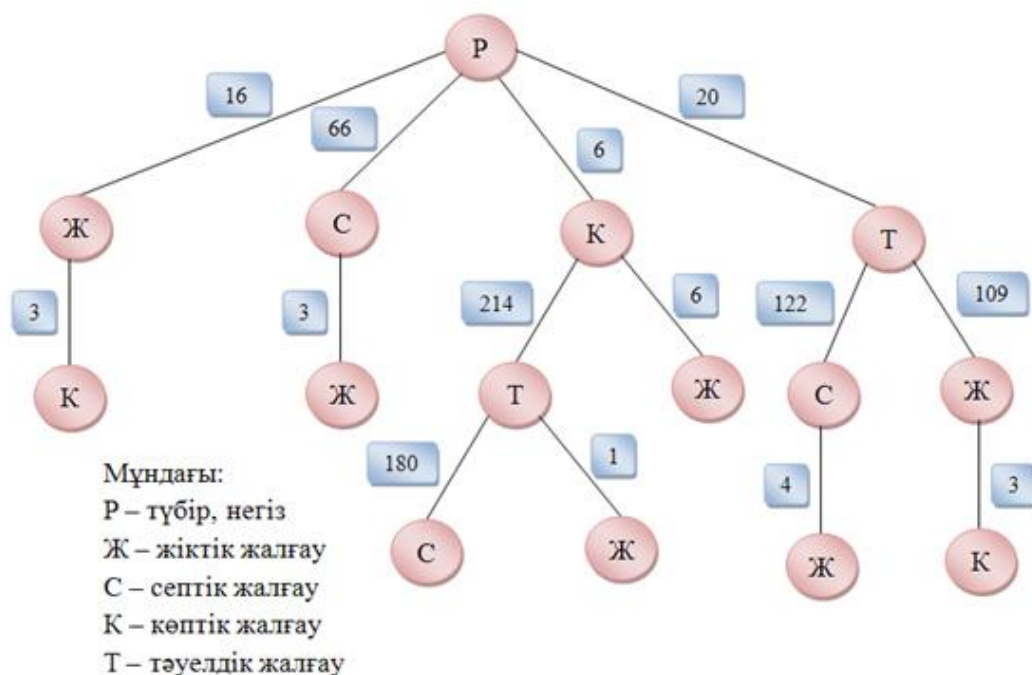 Р
16
66
6
20
Ж
С
К
Т
3
3
214
6
122
109
К
Ж
Т
Ж
С
Ж
180
1
4
3
С
Ж
Ж
К
Мұндағы:
Р – түбір, негіз
Ж – жіктік жалғау
С – септік жалғау
К – көптік жалғау
Т – тәуелдік жалғау